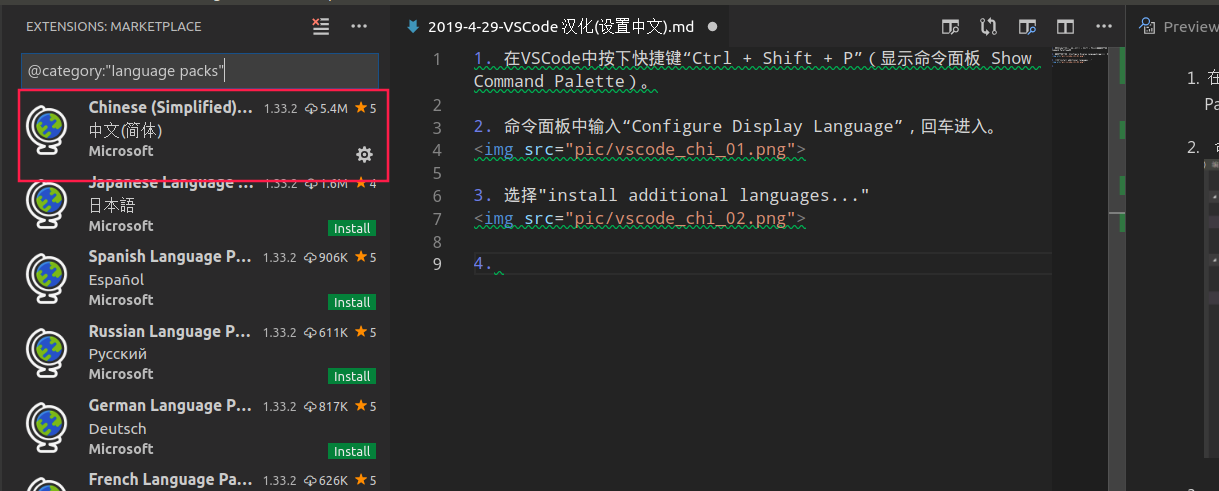 EXTENSIONS: MARKETPLACE
@category:"language packs"
Chinese (Simplified)... 1.33.2 5.4M 5
中文(简体)
Microsoft
Japanese Language ... 1.33.2 1.6M 4
日本語
Microsoft
Install
Spanish Language P... 1.33.2 906K 5
Español
Microsoft
Install
Russian Language P... 1.33.2 611K 5
Русский
Microsoft
Install
German Language P... 1.33.2 817K 5
Deutsch
Microsoft
Install
French Language Pa... 1.33.2 626K 5
2019-4-29-VSCode 汉化(设置中文).md
1 1. 在VSCode中按下快捷键“Ctrl + Shift + P”(显示命令面板 Show
Command Palette)。
2
3 2. 命令面板中输入“Configure Display Language”,回车进入。
4 <img src="pic/vscode_chi_01.png">
5
6 3. 选择"install additional languages..."
7 <img src="pic/vscode_chi_02.png">
8
9 4.
Preview
1. 在
Pa
2.